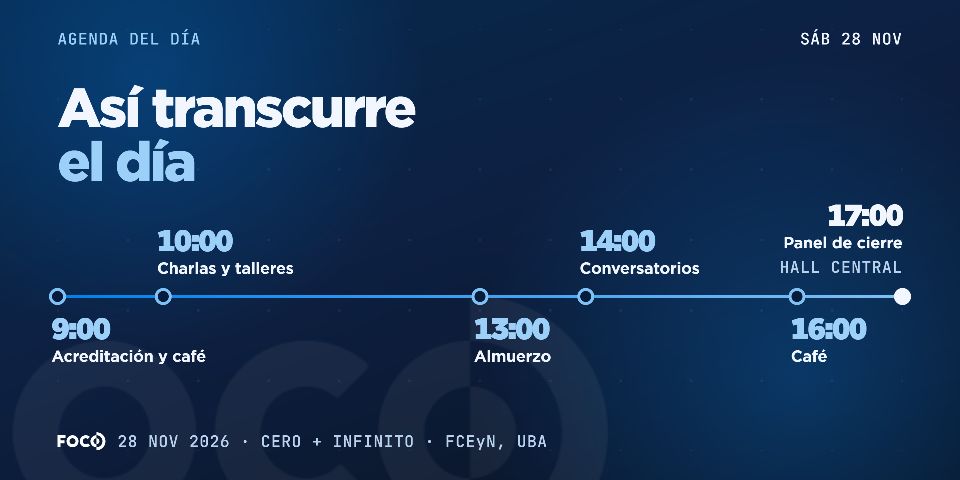 AGENDA DEL DÍA
SÁB 28 NOV
Así transcurre
el día
9:00
Acreditación y café
10:00
Charlas y talleres
13:00
Almuerzo
14:00
Conversatorios
16:00
Café
17:00
Panel de cierre
HALL CENTRAL
FOCO 28 NOV 2026 · CERO + INFINITO · FCEyN, UBA